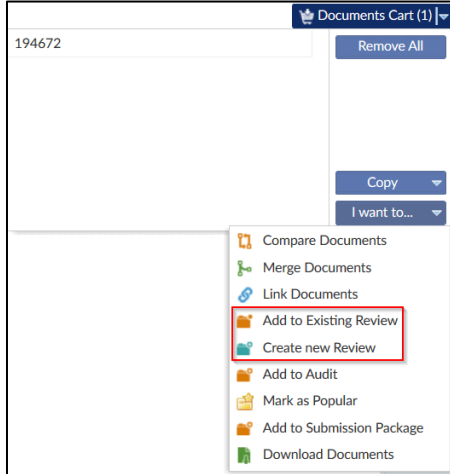 Documents Cart (1)
194672
Remove All
Copy
I want to...
Compare Documents
Merge Documents
Link Documents
Add to Existing Review
Create new Review
Add to Audit
Mark as Popular
Add to Submission Package
Download Documents